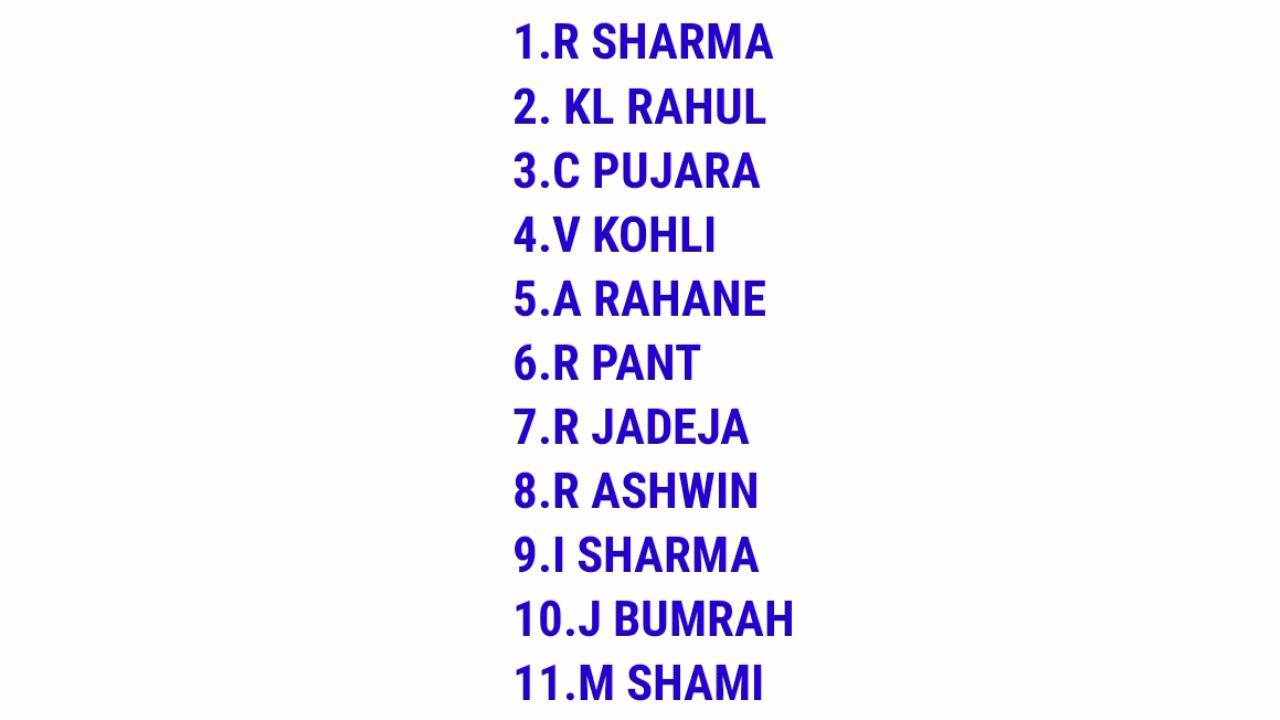 1.R SHARMA
2. KL RAHUL
3.C PUJARA
4.V KOHLI
5.A RAHANE
6.R PANT
7.R JADEJA
8.R ASHWIN
9.I SHARMA
10.J BUMRAH
11.M SHAMI